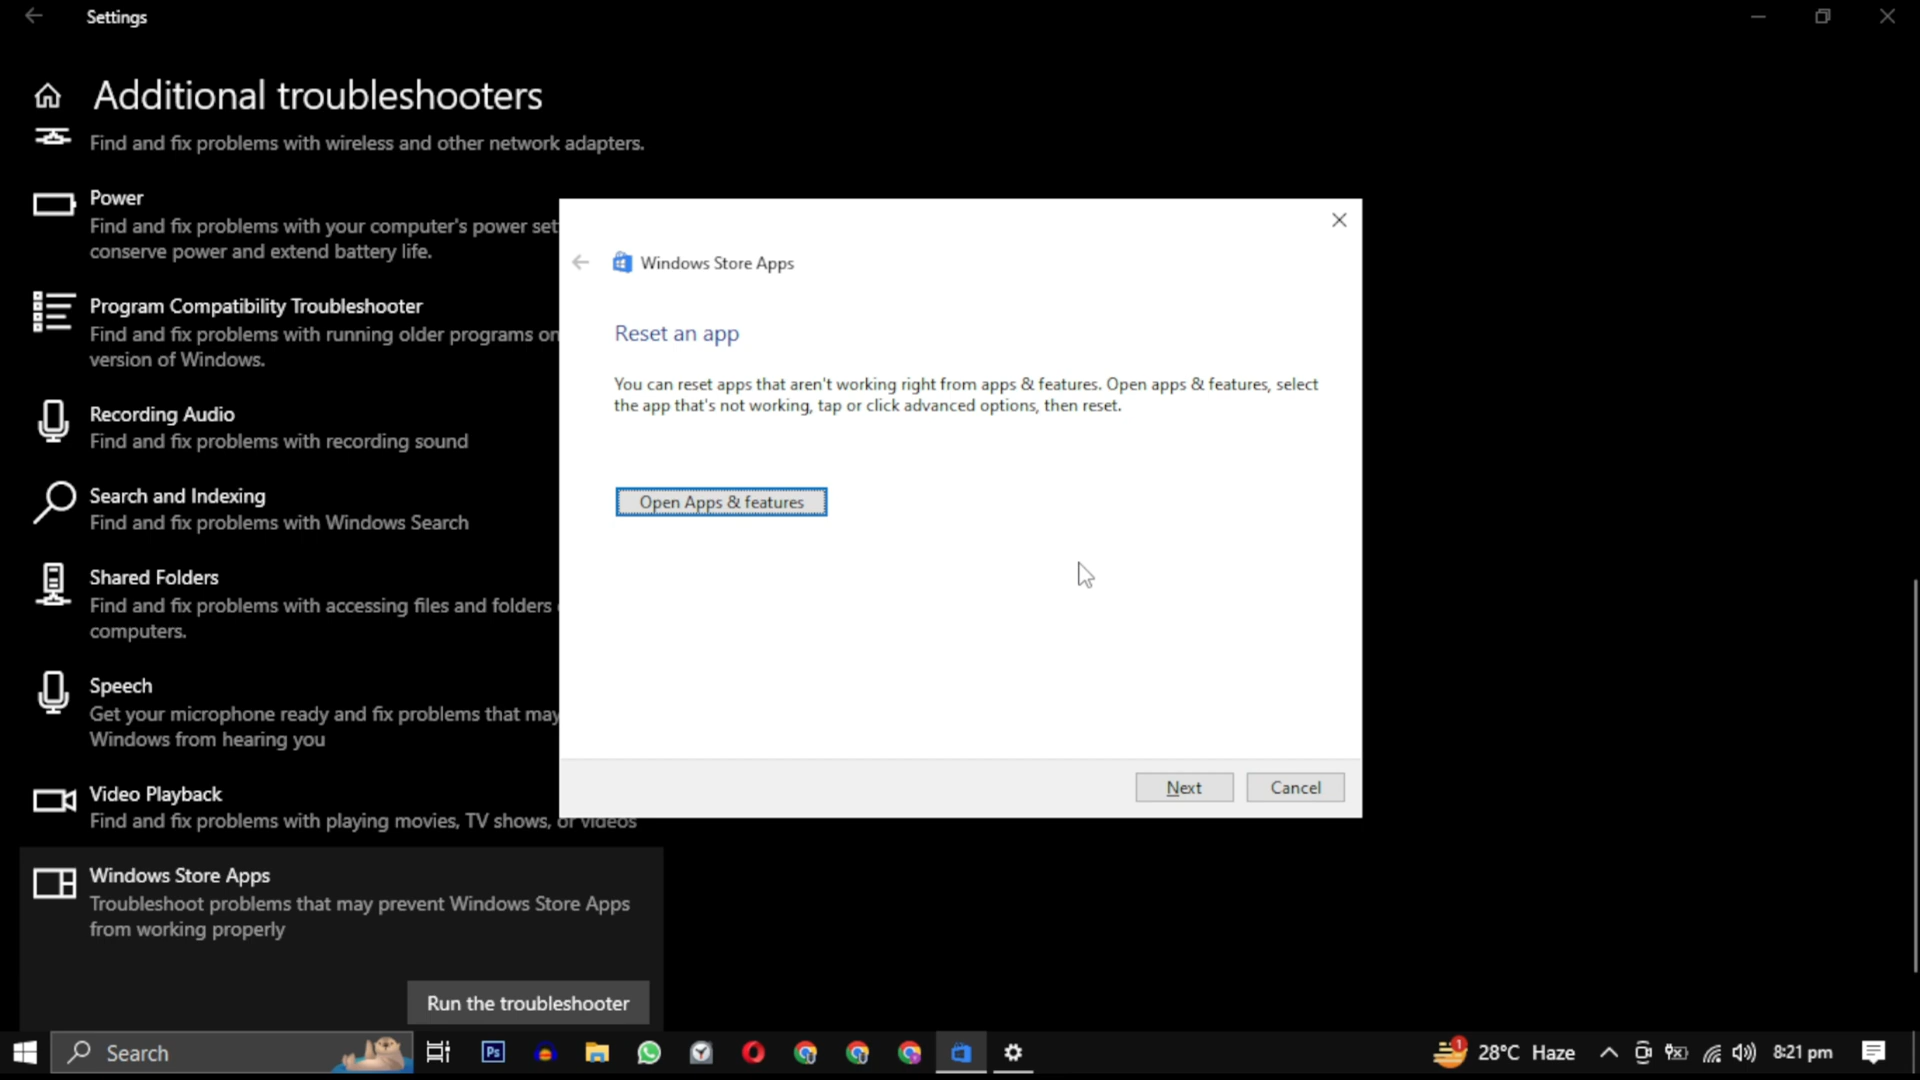 Settings
Additional troubleshooters
Find and fix problems with wireless and other network adapters.
Power
Find and fix problems with your computer's power set
conserve power and extend battery life.
Program Compatibility Troubleshooter
Find and fix problems with running older programs on
version of Windows.
Recording Audio
Find and fix problems with recording sound
Search and Indexing
Find and fix problems with Windows Search
Shared Folders
Find and fix problems with accessing files and folders
computers.
Speech
Get your microphone ready and fix problems that may
Windows from hearing you
Video Playback
Find and fix problems with playing movies, TV shows, or videos
Windows Store Apps
Troubleshoot problems that may prevent Windows Store Apps
from working properly
Run the troubleshooter
Windows Store Apps
Reset an app
You can reset apps that aren't working right from apps & features. Open apps & features, select
the app that's not working, tap or click advanced options, then reset.
Open Apps & features
Next
Cancel
Search
Ps
1
28°C Haze
8:21 pm